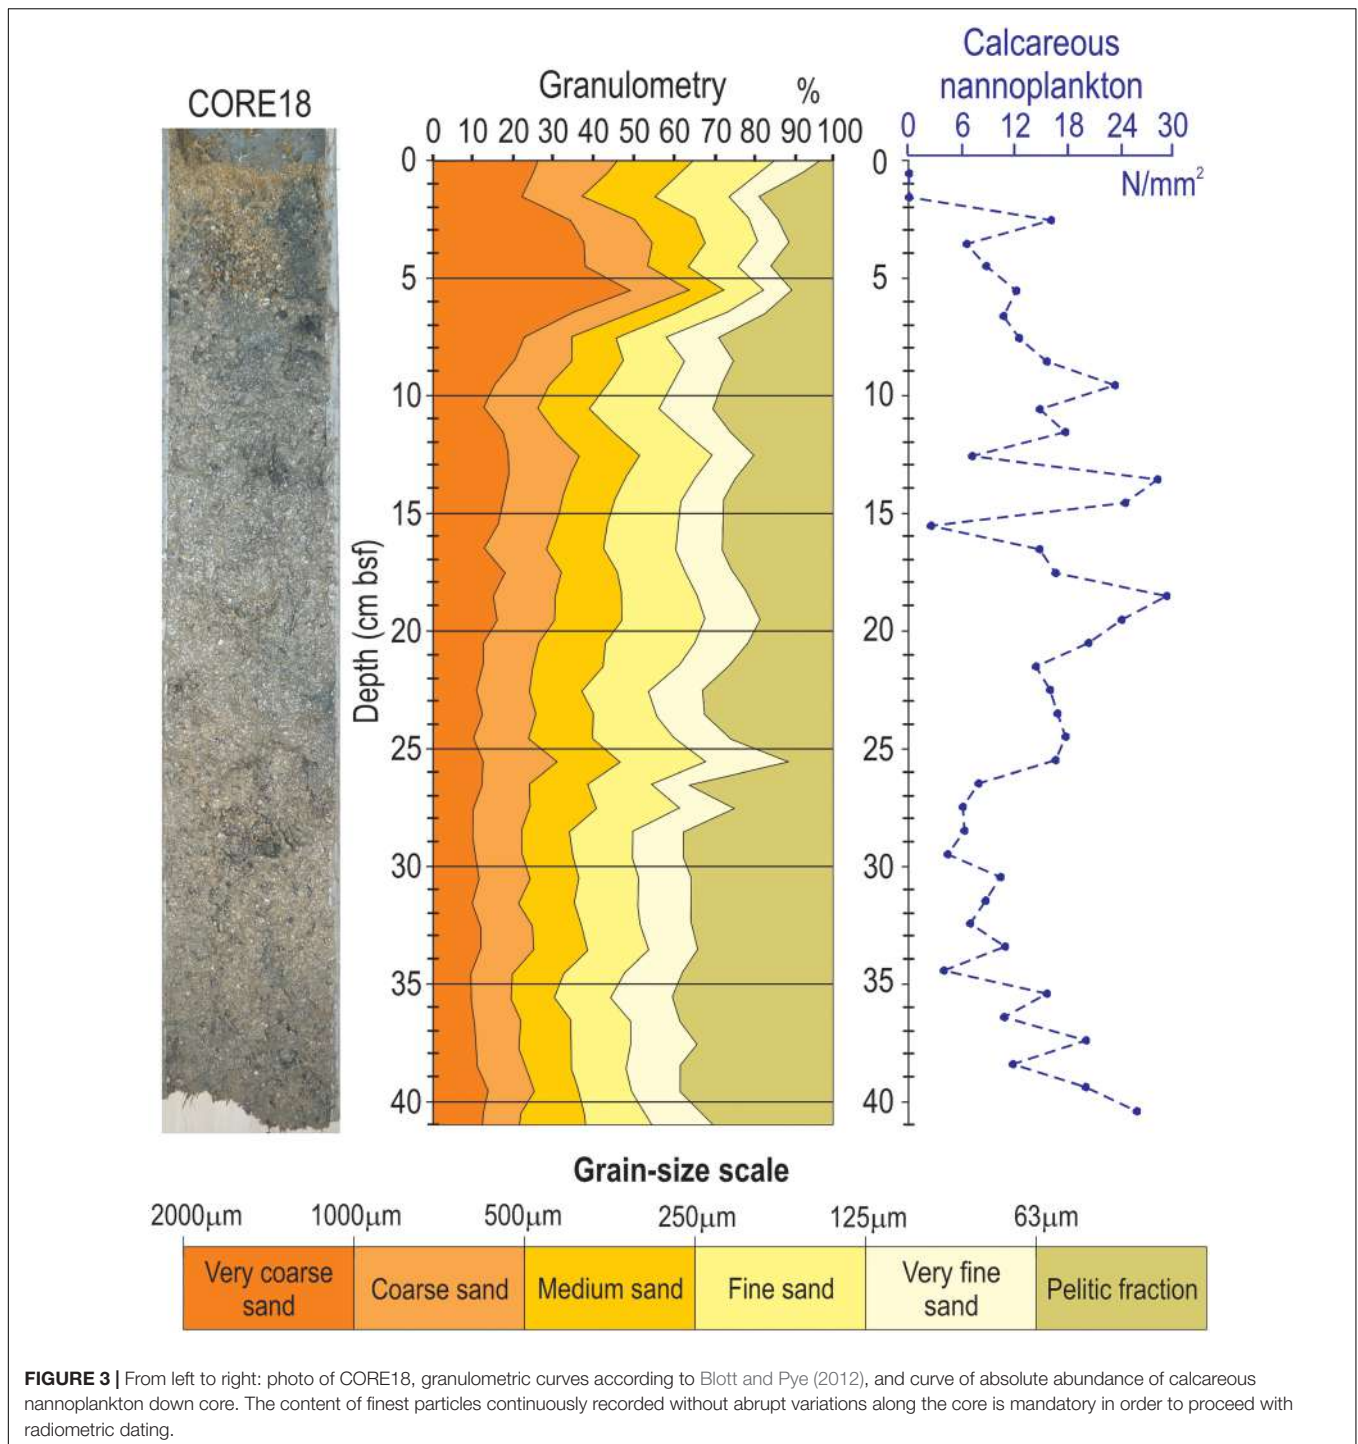 CORE18
Granulometry %
0 10 20 30 40 50 60 70 80 90 100
Depth (cm bsf)
0
5
10
15
20
25
30
35
40
Calcareous
nannoplankton
0 6 12 18 24 30
N/mm²
0
5
10
15
20
25
30
35
40
Grain-size scale
2000µm 1000µm 500µm 250µm 125µm 63µm
Very coarse
sand
Coarse sand
Medium sand
Fine sand
Very fine
sand
Pelitic fraction
FIGURE 3 | From left to right: photo of CORE18, granulometric curves according to Blott and Pye (2012), and curve of absolute abundance of calcareous
nannoplankton down core. The content of finest particles continuously recorded without abrupt variations along the core is mandatory in order to proceed with
radiometric dating.